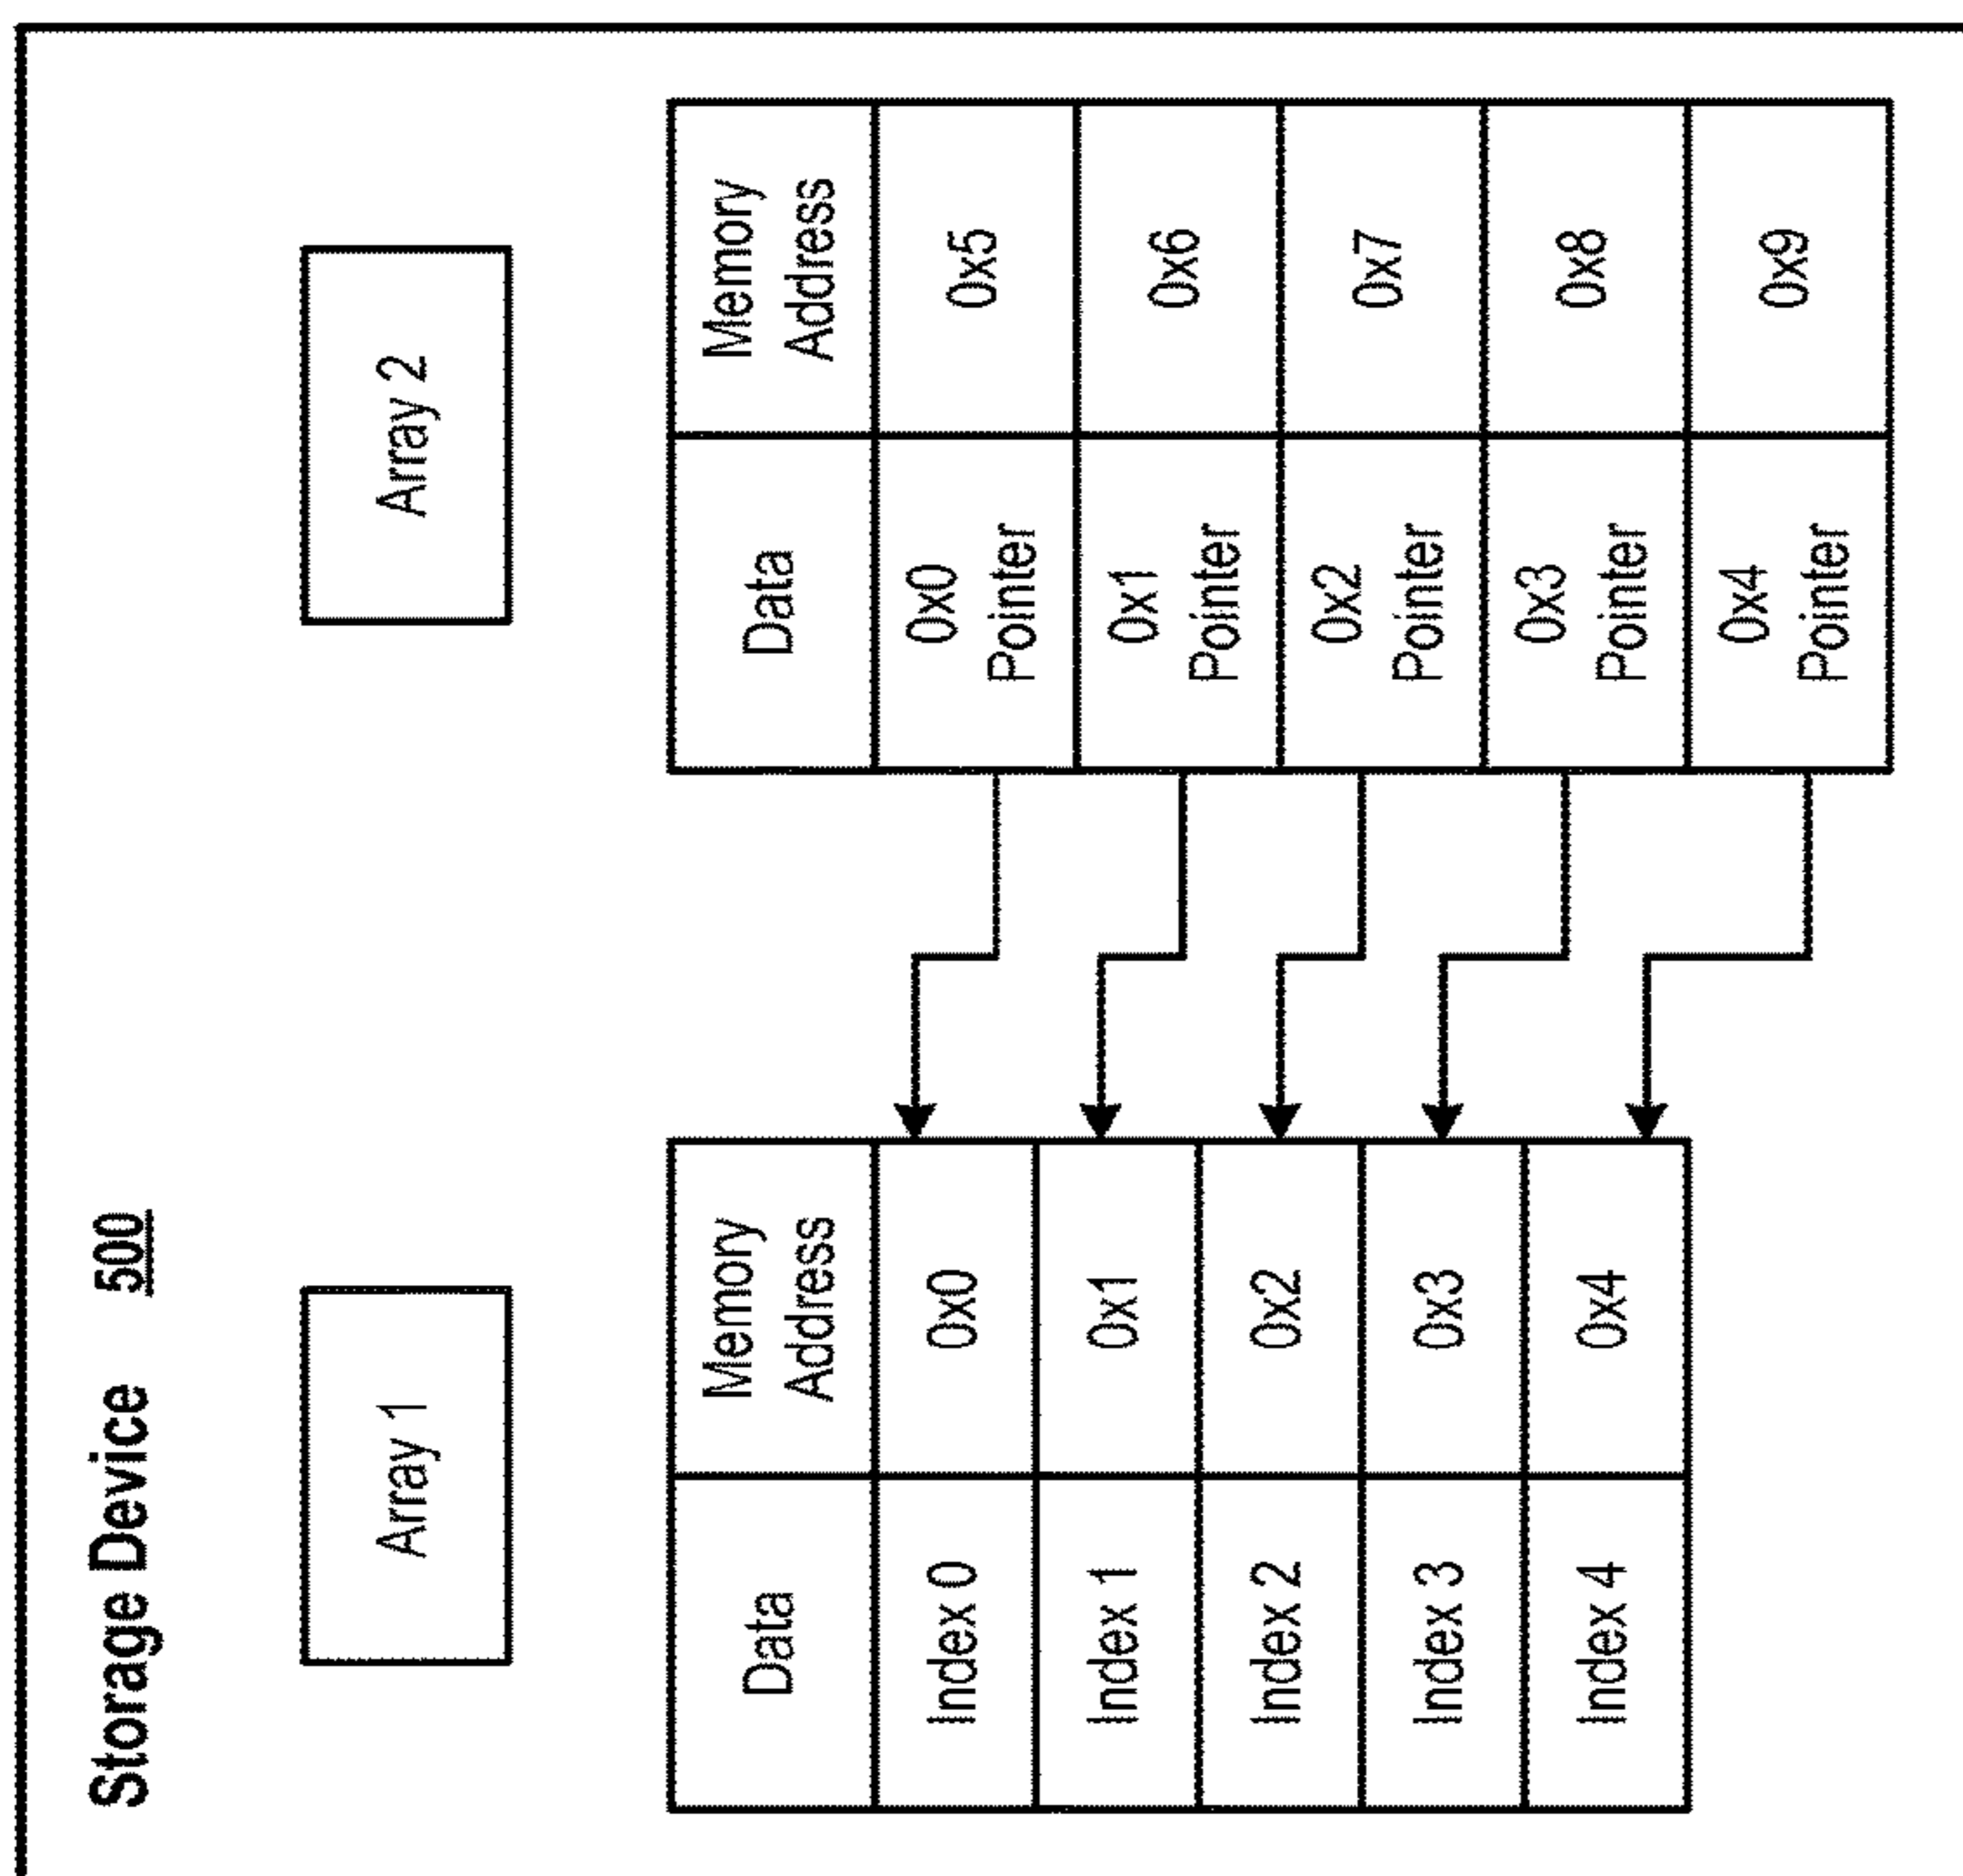 Storage Device 500
Array 1
Data
Memory
Address
Index 0
0x0
Index 1
0x1
Index 2
0x2
Index 3
0x3
Index 4
0x4
Array 2
Data
Memory
Address
0x0
Pointer
0x5
0x1
Pointer
0x6
0x2
Pointer
0x7
0x3
Pointer
0x8
0x4
Pointer
0x9